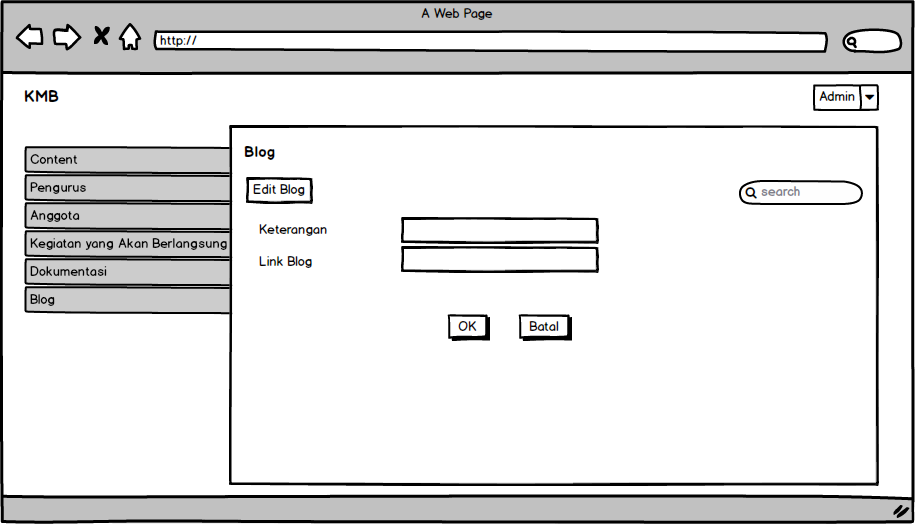 A Web Page
http://
KMB
Admin
Content
Pengurus
Anggota
Kegiatan yang Akan Berlangsung
Dokumentasi
Blog
Blog
Edit Blog
search
Keterangan
Link Blog
OK
Batal